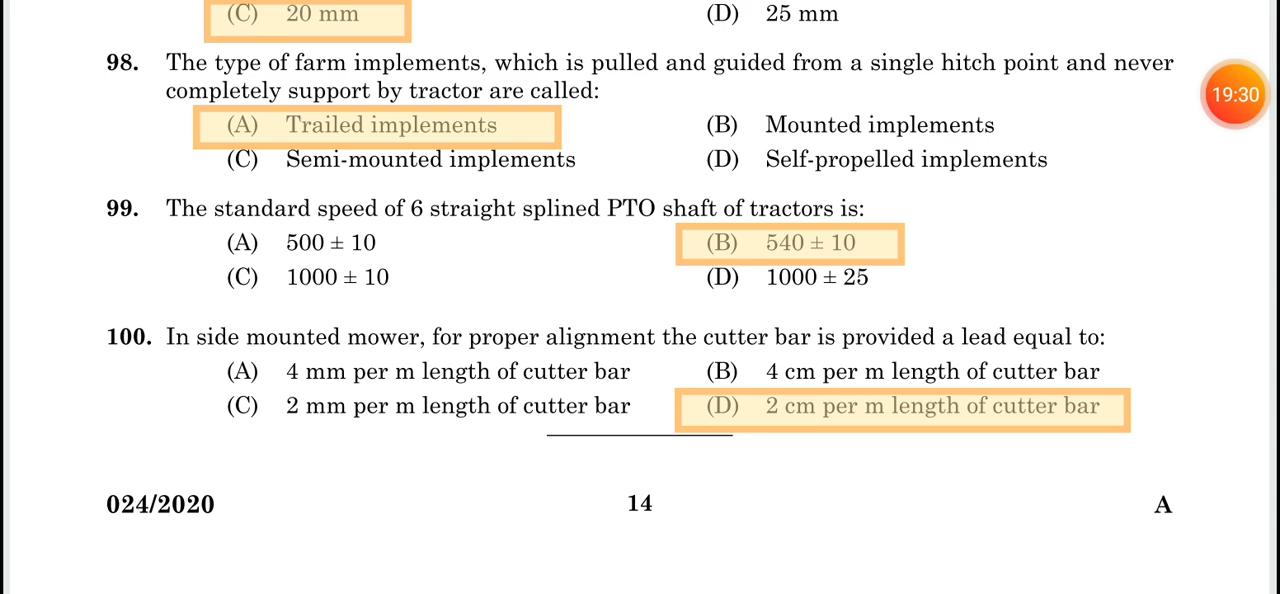 (C) 20 mm (D) 25 mm
98. The type of farm implements, which is pulled and guided from a single hitch point and never
completely support by tractor are called:
(A) Trailed implements (B) Mounted implements
(C) Semi-mounted implements (D) Self-propelled implements
19:30
99. The standard speed of 6 straight splined PTO shaft of tractors is:
(A) 500 ± 10 (B) 540 ± 10
(C) 1000 ± 10 (D) 1000 ± 25
100. In side mounted mower, for proper alignment the cutter bar is provided a lead equal to:
(A) 4 mm per m length of cutter bar (B) 4 cm per m length of cutter bar
(C) 2 mm per m length of cutter bar (D) 2 cm per m length of cutter bar
024/2020 14 A